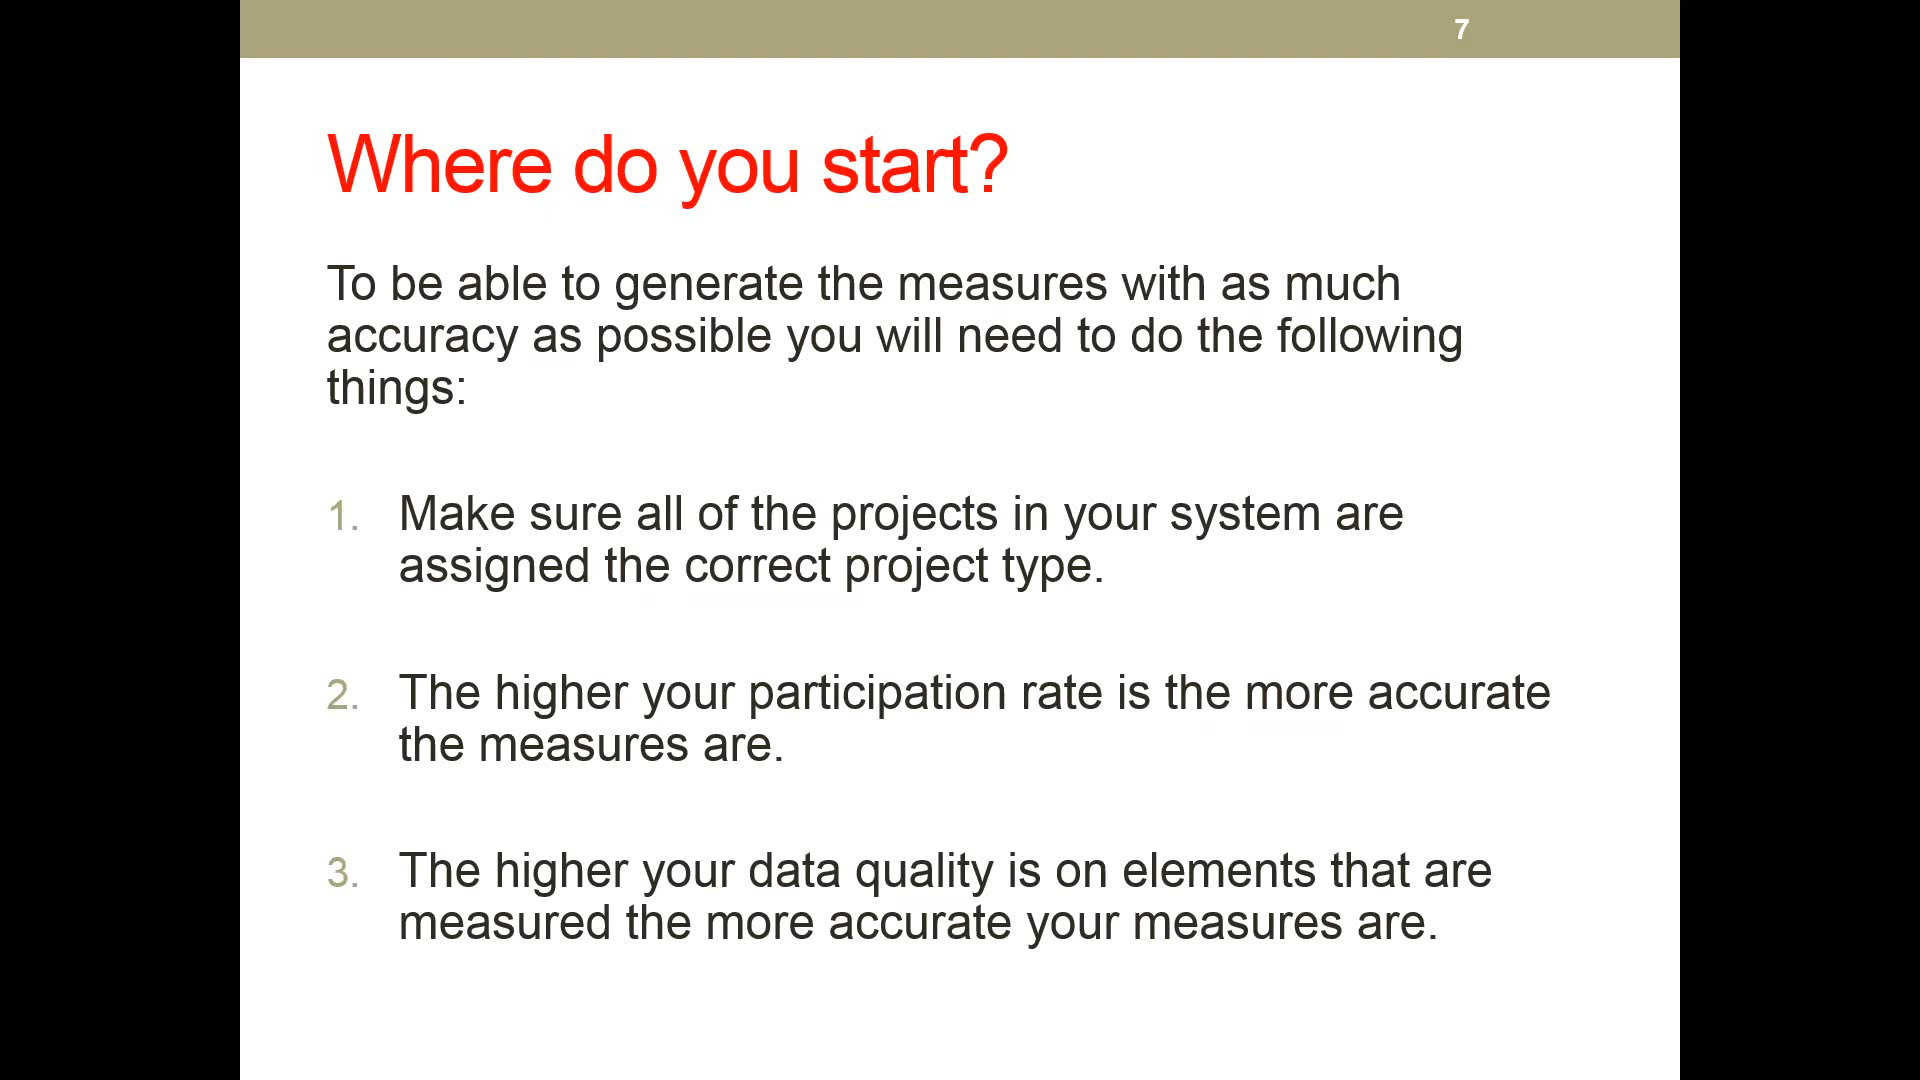 7
Where do you start?
To be able to generate the measures with as much
accuracy as possible you will need to do the following
things:
1. Make sure all of the projects in your system are
assigned the correct project type.
2. The higher your participation rate is the more accurate
the measures are.
3. The higher your data quality is on elements that are
measured the more accurate your measures are.